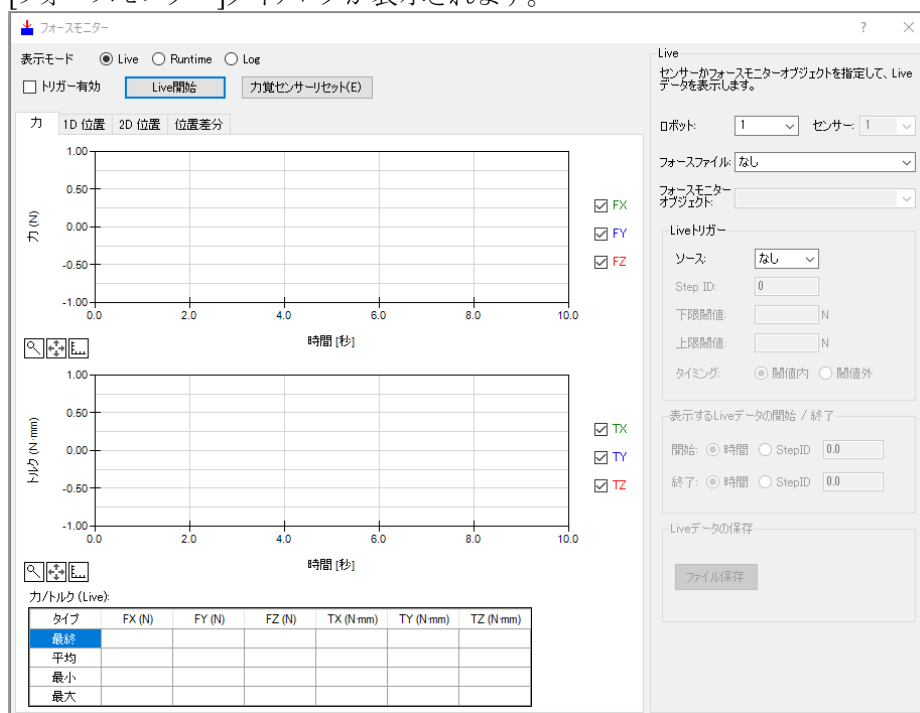 [フォースモニター]ダイアログが表示されます。
フォースモニター
? ×
表示モード Live Runtime Log
トリガー有効 Live開始 力覚センサーリセット(E)
力 1D 位置 2D 位置 位置差分
1.00
0.50
0.00
-0.50
-1.00
力 (N)
0.0 2.0 4.0 6.0 8.0 10.0
時間 [秒]
FX
FY
FZ
1.00
0.50
0.00
-0.50
-1.00
トルク (N·mm)
0.0 2.0 4.0 6.0 8.0 10.0
時間 [秒]
TX
TY
TZ
力/トルク (Live):
タイプ FX (N) FY (N) FZ (N) TX (N·mm) TY (N·mm) TZ (N·mm)
最終
平均
最小
最大
Live
センサーかフォースモニターオブジェクトを指定して、Live
データを表示します。
ロボット: 1 センサー: 1
フォースファイル: なし
フォースモニター
オブジェクト:
Liveトリガー
ソース: なし
Step ID: 0
下限閾値: N
上限閾値: N
タイミング: 閾値内 閾値外
表示するLiveデータの開始 / 終了
開始: 時間 StepID 0.0
終了: 時間 StepID 0.0
Liveデータの保存
ファイル保存